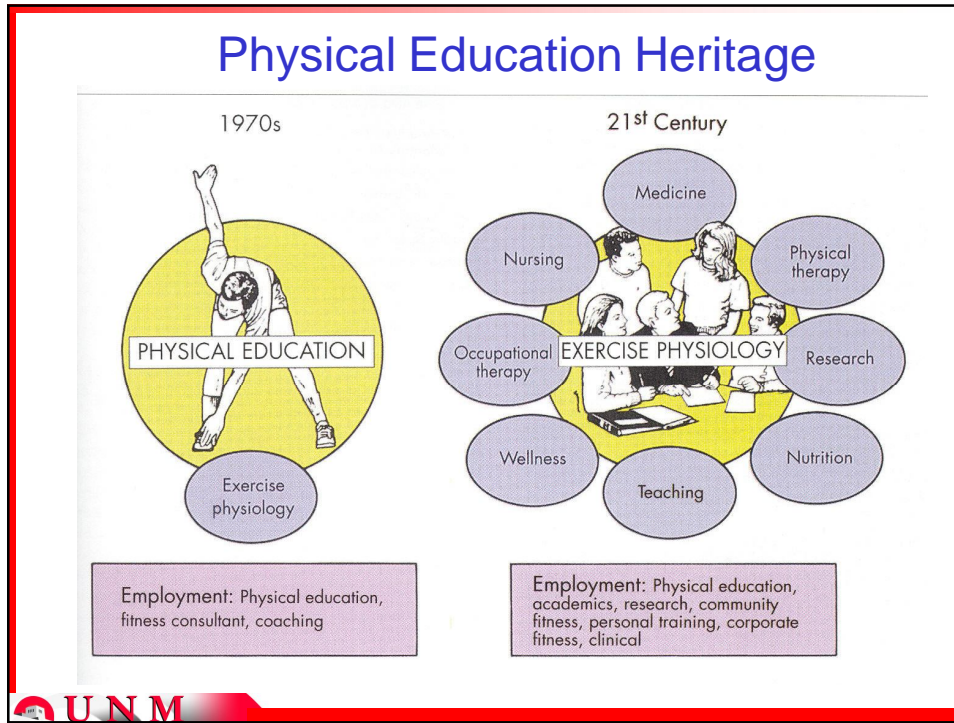 Physical Education Heritage
1970s
PHYSICAL EDUCATION
Exercise
physiology
Employment: Physical education,
fitness consultant, coaching
21st Century
Medicine
Nursing
Physical
therapy
Occupational
therapy
EXERCISE PHYSIOLOGY
Research
Wellness
Nutrition
Teaching
Employment: Physical education,
academics, research, community
fitness, personal training, corporate
fitness, clinical
UNM